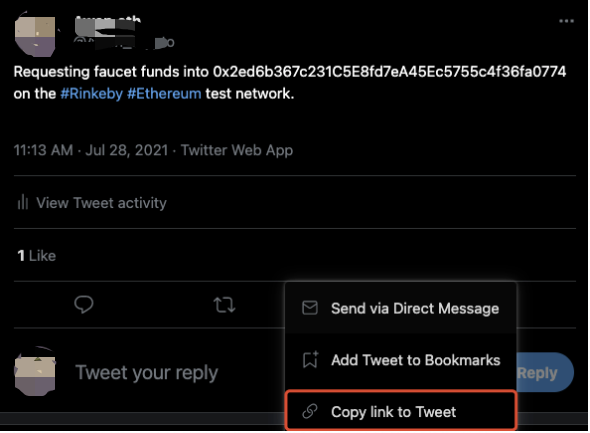 Requesting faucet funds into 0x2ed6b367c231C5E8fd7eA45Ec5755c4f36fa0774
on the #Rinkeby #Ethereum test network.
11:13 AM · Jul 28, 2021 · Twitter Web App
View Tweet activity
1 Like
Send via Direct Message
Add Tweet to Bookmarks
Tweet your reply
Reply
Copy link to Tweet